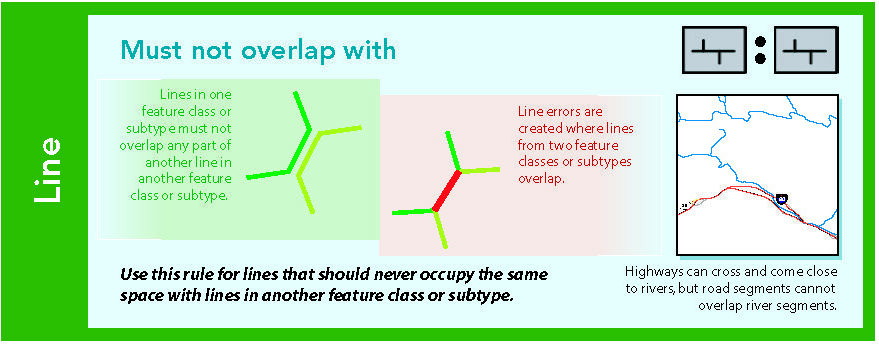 Line
Must not overlap with
Lines in one
feature class or
subtype must not
overlap any part of
another line in
another feature
class or subtype.
Line errors are
created where lines
from two feature
classes or subtypes
overlap.
Use this rule for lines that should never occupy the same
space with lines in another feature class or subtype.
Highways can cross and come close
to rivers, but road segments cannot
overlap river segments.